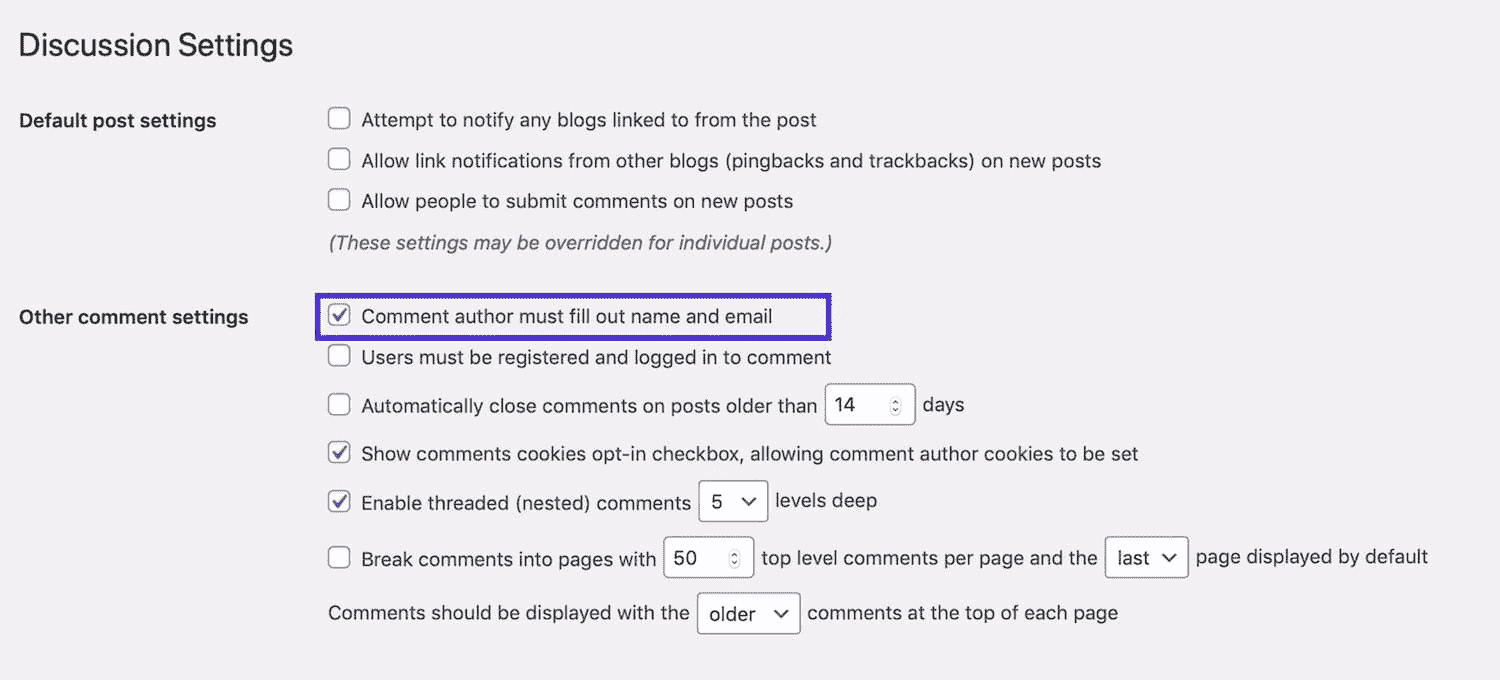 Discussion Settings
Default post settings
Attempt to notify any blogs linked to from the post
Allow link notifications from other blogs (pingbacks and trackbacks) on new posts
Allow people to submit comments on new posts
(These settings may be overridden for individual posts.)
Other comment settings
Comment author must fill out name and email
Users must be registered and logged in to comment
Automatically close comments on posts older than 14 days
Show comments cookies opt-in checkbox, allowing comment author cookies to be set
Enable threaded (nested) comments 5 levels deep
Break comments into pages with 50 top level comments per page and the last page displayed by default
Comments should be displayed with the older comments at the top of each page